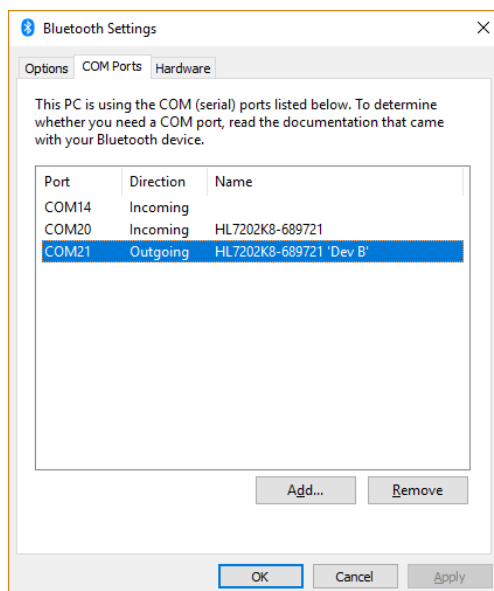 Bluetooth Settings
Options COM Ports Hardware
This PC is using the COM (serial) ports listed below. To determine
whether you need a COM port, read the documentation that came
with your Bluetooth device.
Port Direction Name
COM14 Incoming
COM20 Incoming HL7202K8-689721
COM21 Outgoing HL7202K8-689721 'Dev B'
Add... Remove
OK Cancel Apply